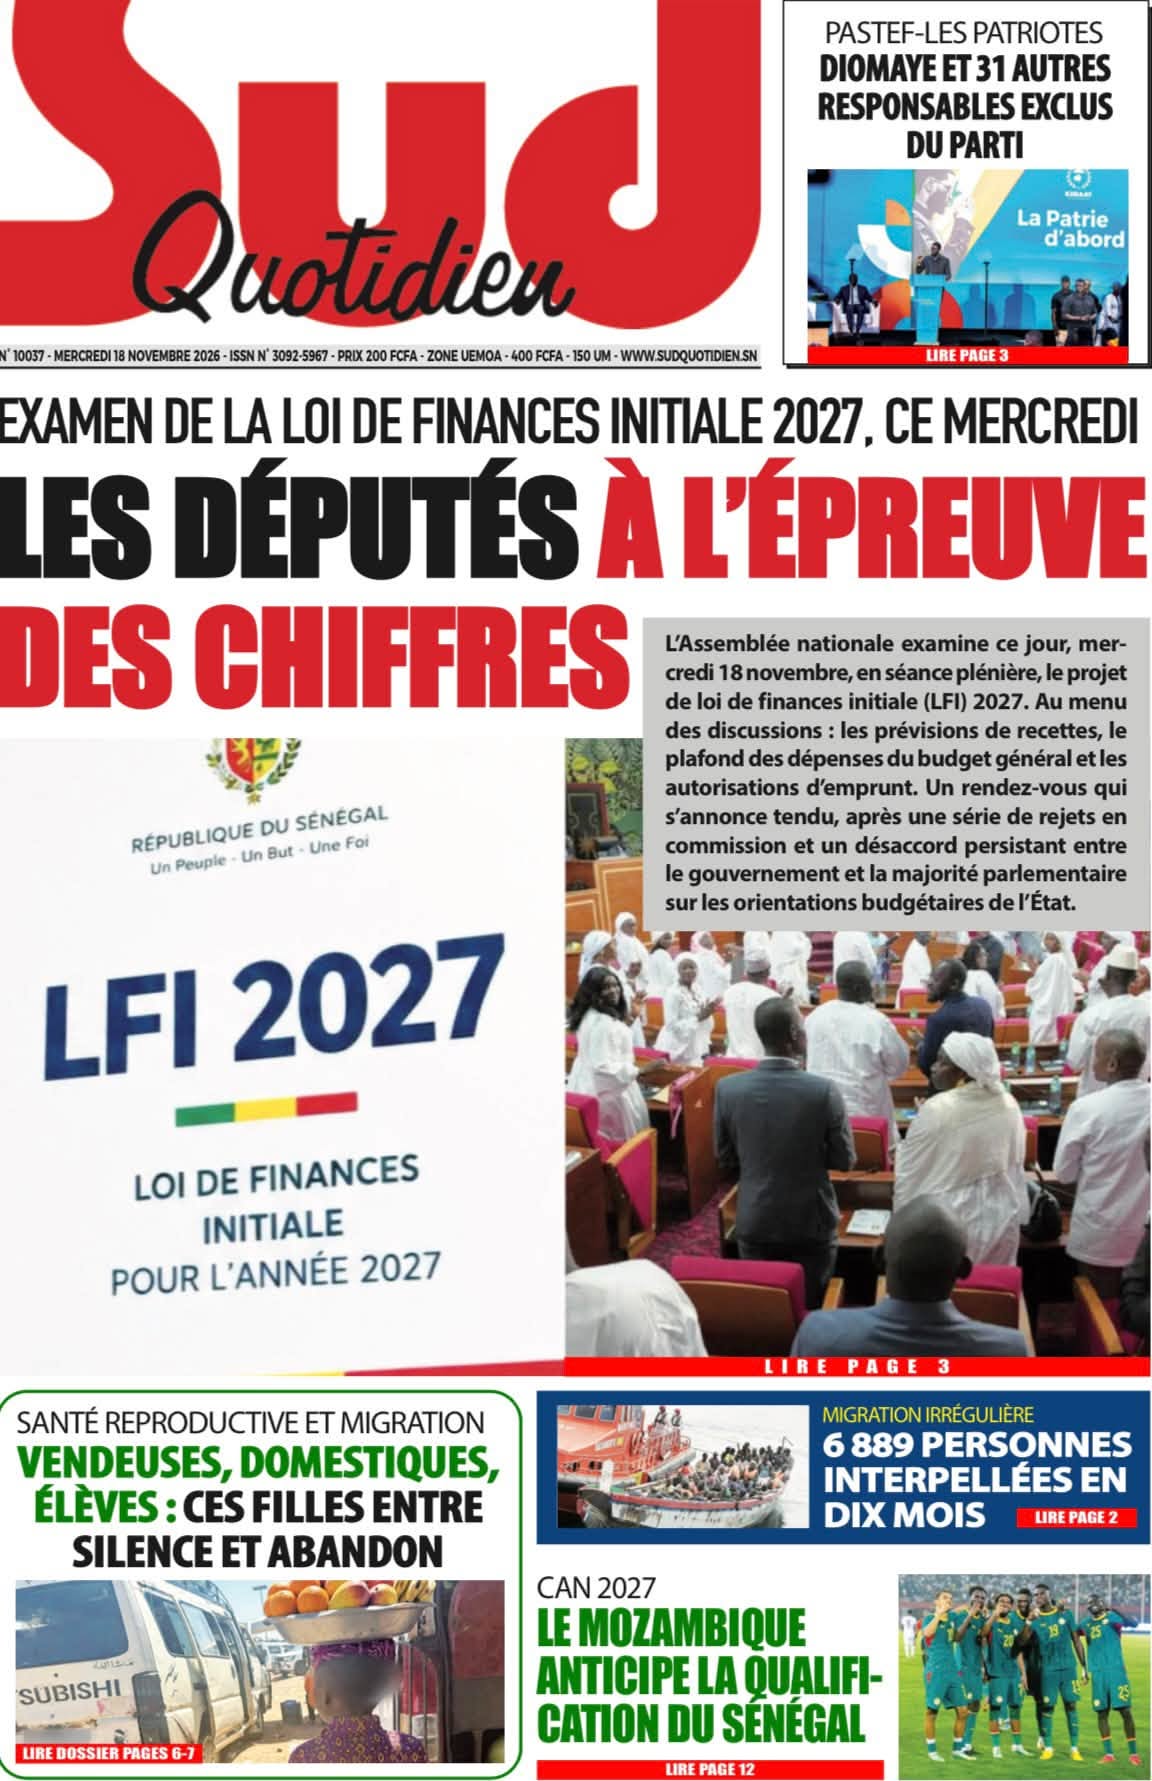 Sud
Quotidien
N° 10037 - MERCREDI 18 NOVEMBRE 2026 - ISSN N° 3092-5967 - PRIX 200 FCFA - ZONE UEMOA - 400 FCFA - 150 UM - WWW.SUDQUOTIDIEN.SN
PASTEF-LES PATRIOTES
DIOMAYE ET 31 AUTRES
RESPONSABLES EXCLUS
DU PARTI
La Patrie
d'abord
LIRE PAGE 3
EXAMEN DE LA LOI DE FINANCES INITIALE 2027, CE MERCREDI
LES DÉPUTÉS À L'ÉPREUVE
DES CHIFFRES
L'Assemblée nationale examine ce jour, mer-
credi 18 novembre, en séance plénière, le projet
de loi de finances initiale (LFI) 2027. Au menu
des discussions : les prévisions de recettes, le
plafond des dépenses du budget général et les
autorisations d'emprunt. Un rendez-vous qui
s'annonce tendu, après une série de rejets en
commission et un désaccord persistant entre
le gouvernement et la majorité parlementaire
sur les orientations budgétaires de l'État.
RÉPUBLIQUE DU SÉNÉGAL
Un Peuple - Un But - Une Foi
LFI 2027
LOI DE FINANCES
INITIALE
POUR L'ANNÉE 2027
LIRE PAGE 3
SANTÉ REPRODUCTIVE ET MIGRATION
VENDEUSES, DOMESTIQUES,
ÉLÈVES : CES FILLES ENTRE
SILENCE ET ABANDON
SUBISHI
LIRE DOSSIER PAGES 6-7
MIGRATION IRRÉGULIÈRE
6 889 PERSONNES
INTERPELLÉES EN
DIX MOIS
LIRE PAGE 2
CAN 2027
LE MOZAMBIQUE
ANTICIPE LA QUALIFI-
CATION DU SÉNÉGAL
20
19
25
25
LIRE PAGE 12